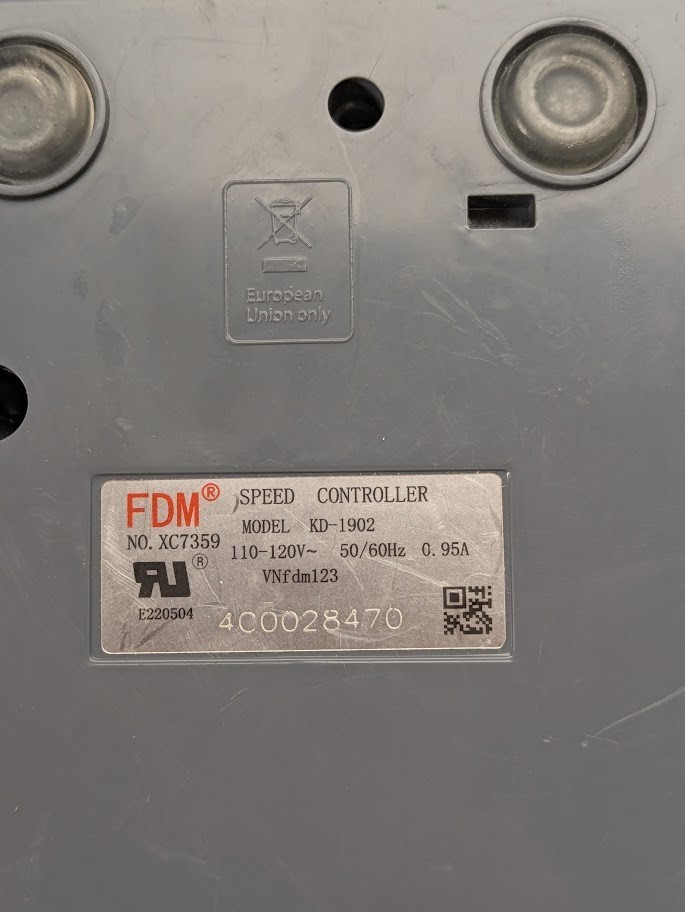 European
Union only
FDM® SPEED CONTROLLER
MODEL KD-1902
NO. XC7359
110-120V~ 50/60Hz 0.95A
VNfdm123
RU®
E220504
4C0028470